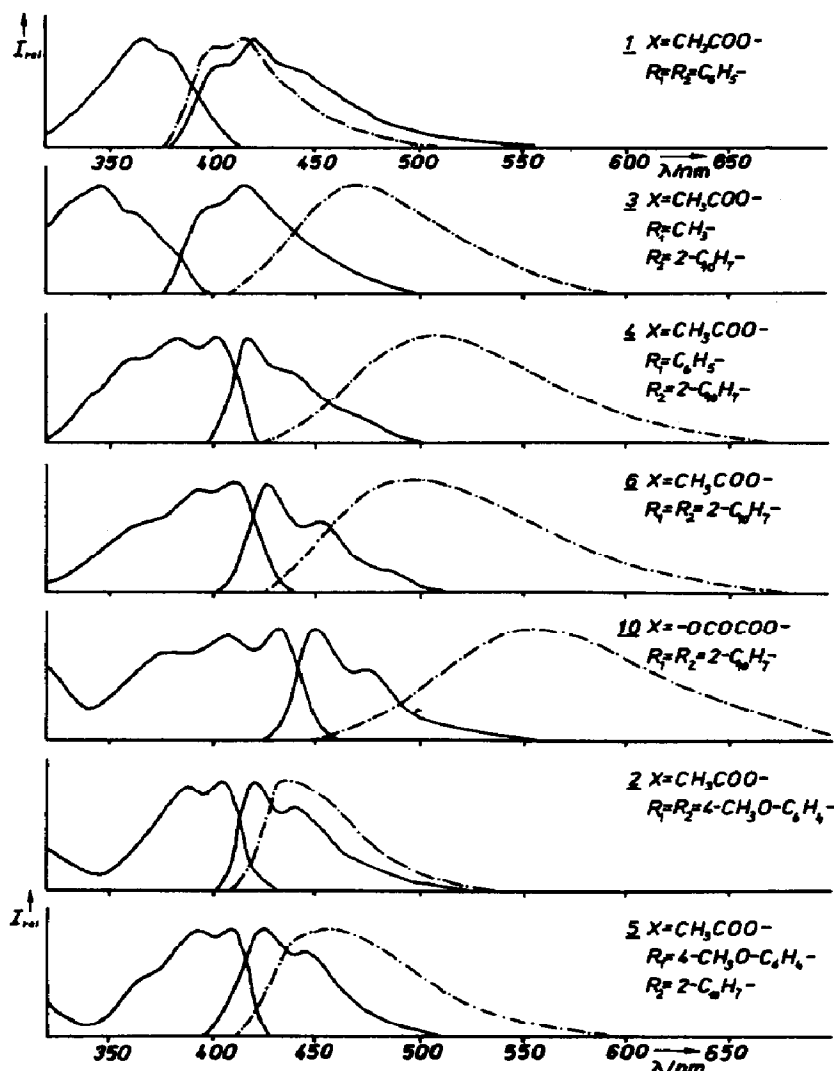 I rel
1 X=CH₃COO-
R₁=R₂=C₆H₅-
350 400 450 500 550 600 650
λ/nm
3 X=CH₃COO-
R₁=CH₃-
R₂=2-C₁₀H₇-
4 X=CH₃COO-
R₁=C₆H₅-
R₂=2-C₁₀H₇-
6 X=CH₃COO-
R₁=R₂=2-C₁₀H₇-
10 X=-OCOCOO-
R₁=R₂=2-C₁₀H₇-
2 X=CH₃COO-
R₁=R₂=4-CH₃O-C₆H₄-
I rel
5 X=CH₃COO-
R₁=4-CH₃O-C₆H₄-
R₂=2-C₁₀H₇-
350 400 450 500 550 600 650
λ/nm